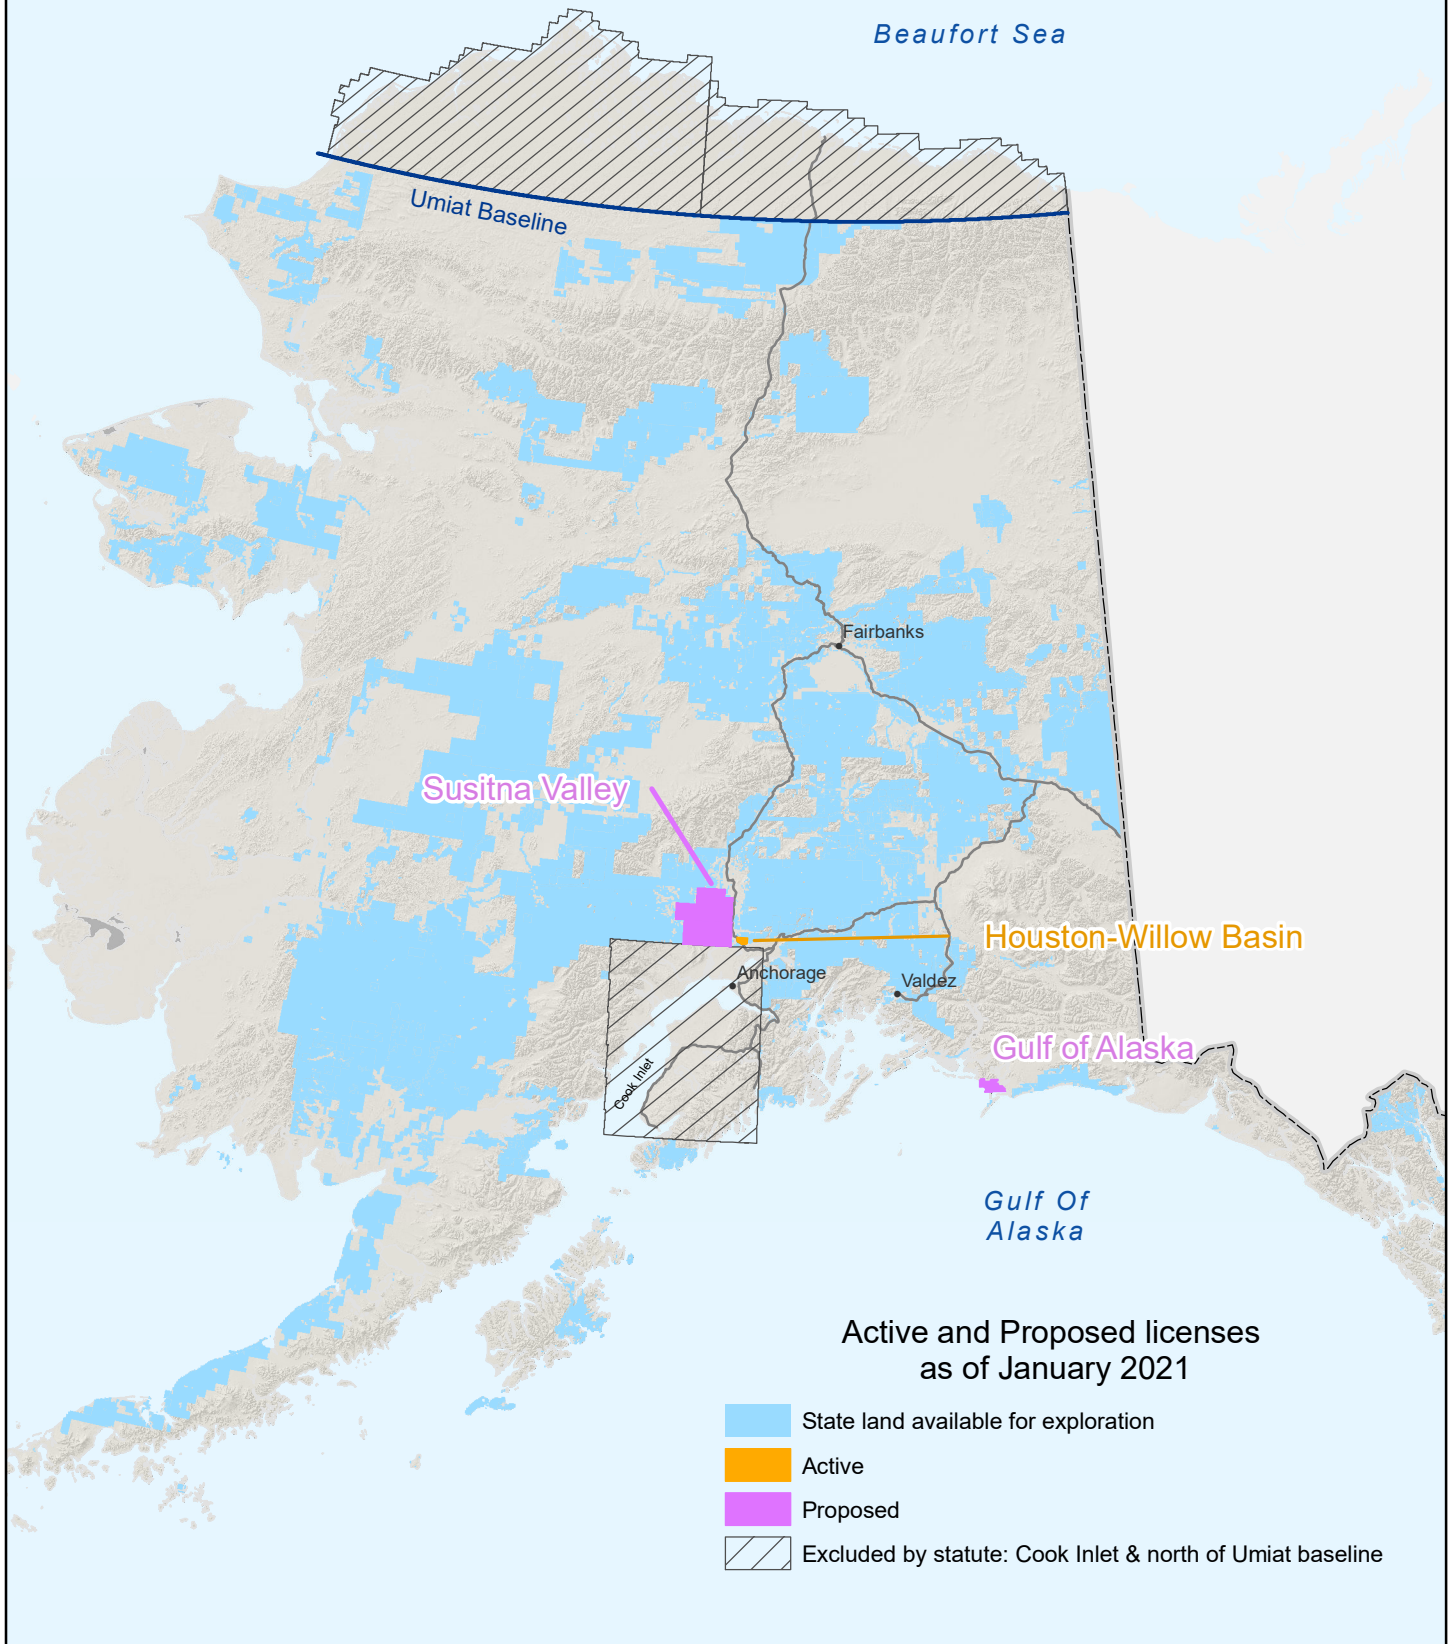 Beaufort Sea
Umiat Baseline
Fairbanks
Susitna Valley
Houston-Willow Basin
Anchorage
Valdez
Gulf of Alaska
Cook Inlet
Gulf Of
Alaska
Active and Proposed licenses
as of January 2021
State land available for exploration
Active
Proposed
Excluded by statute: Cook Inlet & north of Umiat baseline